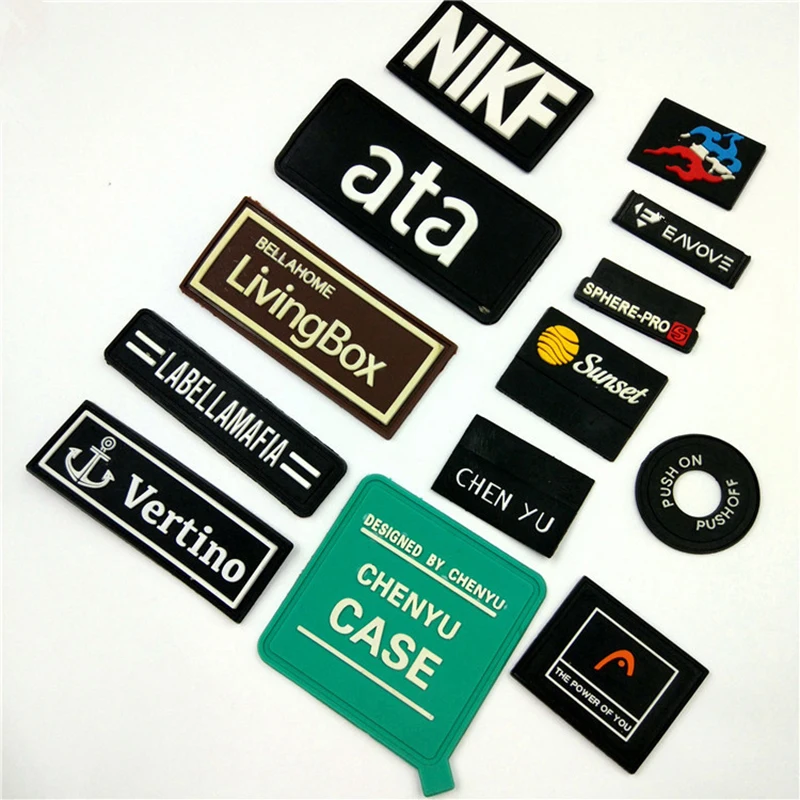 NIKF
ata
BELLAHOME
LivingBox
LABELLAMAFIA
Vertino
EAVOVE
SPHERE-PRO
Sunset
CHEN YU
PUSH ON
PUSH OFF
DESIGNED BY CHENYU
CHENYU
CASE
THE POWER OF YOU